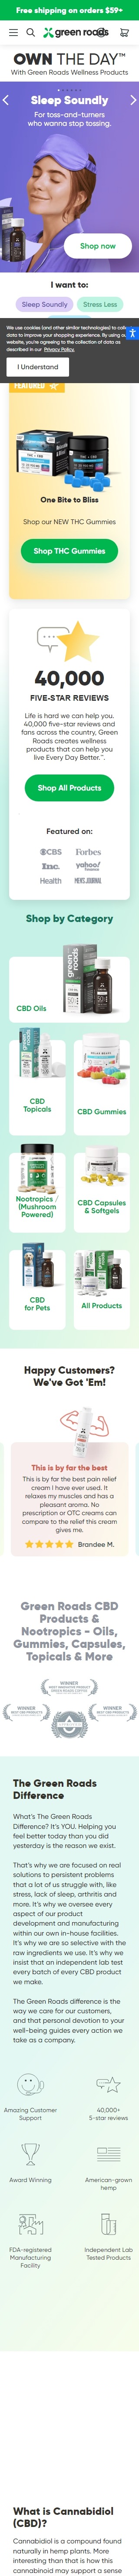 Free shipping on orders $59+
green roads
OWN THE DAY™
With Green Roads Wellness Products
Sleep Soundly
For toss-and-turners
who wanna stop tossing.
Shop now
I want to:
Sleep Soundly
Stress Less
We use cookies (and other similar technologies) to collect
data to improve your shopping experience. By using our
website, you're agreeing to the collection of data as
described in our Privacy Policy.
I Understand
FEATURED
One Bite to Bliss
Shop our NEW THC Gummies
Shop THC Gummies
40,000
FIVE-STAR REVIEWS
Life is hard we can help you.
40,000 five-star reviews and
fans across the country, Green
Roads creates wellness
products that can help you
live Every Day Better.™.
Shop All Products
Featured on:
CBS
Forbes
Inc.
yahoo!
finance
Health
MEN'S JOURNAL
Shop by Category
CBD Oils
CBD
Topicals
CBD Gummies
Nootropics /
(Mushroom
Powered)
CBD Capsules
& Softgels
CBD
for Pets
All Products
Happy Customers?
We've Got 'Em!
This is by far the best
This is by far the best pain relief
cream I have ever used. It
relaxes my muscles and has a
pleasant aroma. No
prescription or OTC creams can
compare to the relief this cream
gives me.
Brandee M.
Green Roads CBD
Products &
Nootropics - Oils,
Gummies, Capsules,
Topicals & More
WINNER
WINNER
WINNER
The Green Roads
Difference
What's The Green Roads
Difference? It's YOU. Helping you
feel better today than you did
yesterday is the reason we exist.
That's why we are focused on real
solutions to persistent problems
that a lot of us struggle with, like
stress, lack of sleep, arthritis and
more. It's why we oversee every
aspect of our product
development and manufacturing
within our own in-house facilities.
It's why we are so selective with the
raw ingredients we use. It's why we
insist that an independent lab test
every batch of every CBD product
we make.
The Green Roads difference is the
way we care for our customers,
and that personal devotion to your
well-being guides every action we
take as a company.
Amazing Customer
Support
40,000+
5-star reviews
Award Winning
American-grown
hemp
FDA-registered
Manufacturing
Facility
Independent Lab
Tested Products
What is Cannabidiol
(CBD)?
Cannabidiol is a compound found
naturally in hemp plants. More
interesting than that is how this
cannabinoid may support a sense